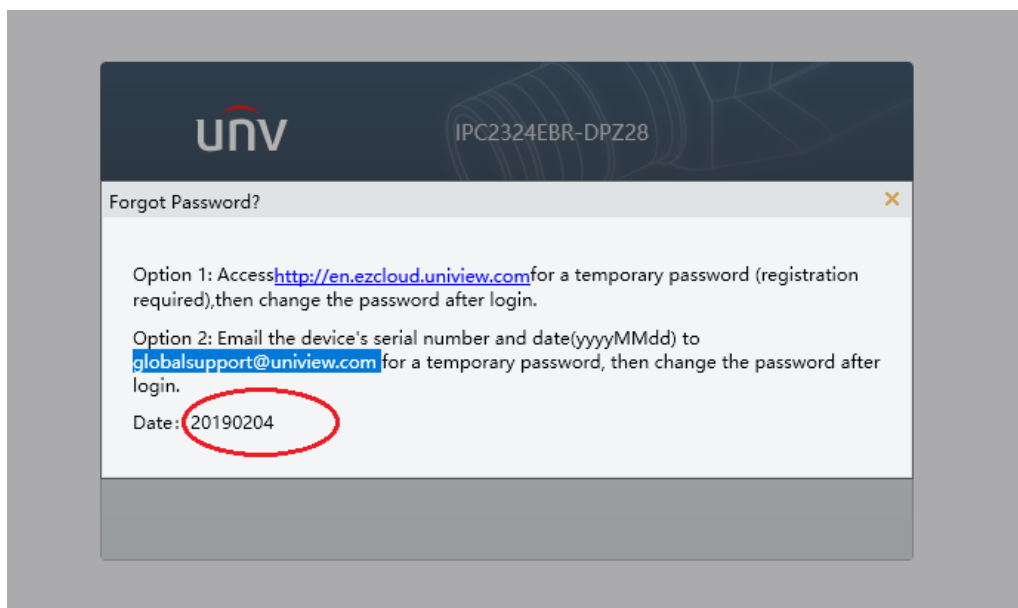 unv
IPC2324EBR-DPZ28
Forgot Password?
Option 1: Accesshttp://en.ezcloud.uniview.comfor a temporary password (registration
required),then change the password after login.
Option 2: Email the device's serial number and date(yyyyMMdd) to
globalsupport@uniview.com for a temporary password, then change the password after
login.
Date: 20190204